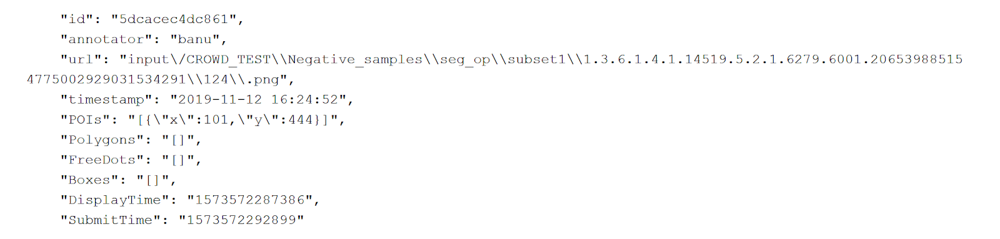 "id": "5dcacec4dc861",
"annotator": "banu",
"url": "input\/CROWD_TEST\\Negative_samples\\seg_op\\subset1\\1.3.6.1.4.1.14519.5.2.1.6279.6001.20653988515
4775002929031534291\\124\\.png",
"timestamp": "2019-11-12 16:24:52",
"POIs": "[{\"x\":101,\"y\":444}]",
"Polygons": "[]",
"FreeDots": "[]",
"Boxes": "[]",
"DisplayTime": "1573572287386",
"SubmitTime": "1573572292899"